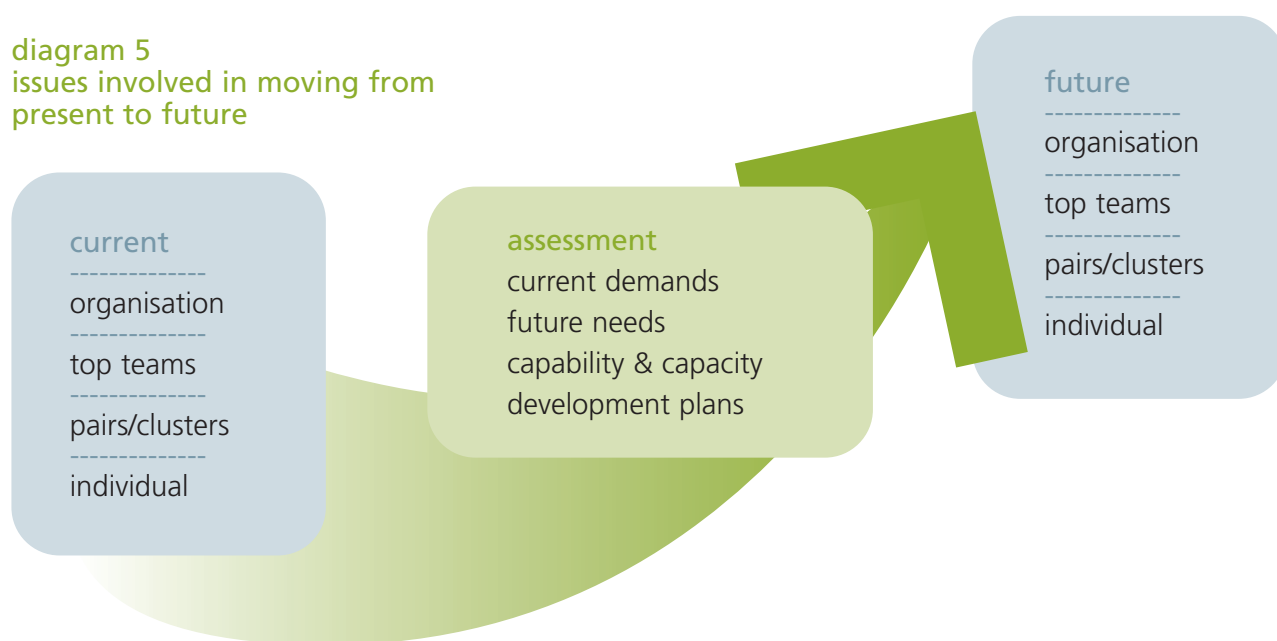 diagram 5
issues involved in moving from
present to future
current
organisation
top teams
pairs/clusters
individual
assessment
current demands
future needs
capability & capacity
development plans
future
organisation
top teams
pairs/clusters
individual